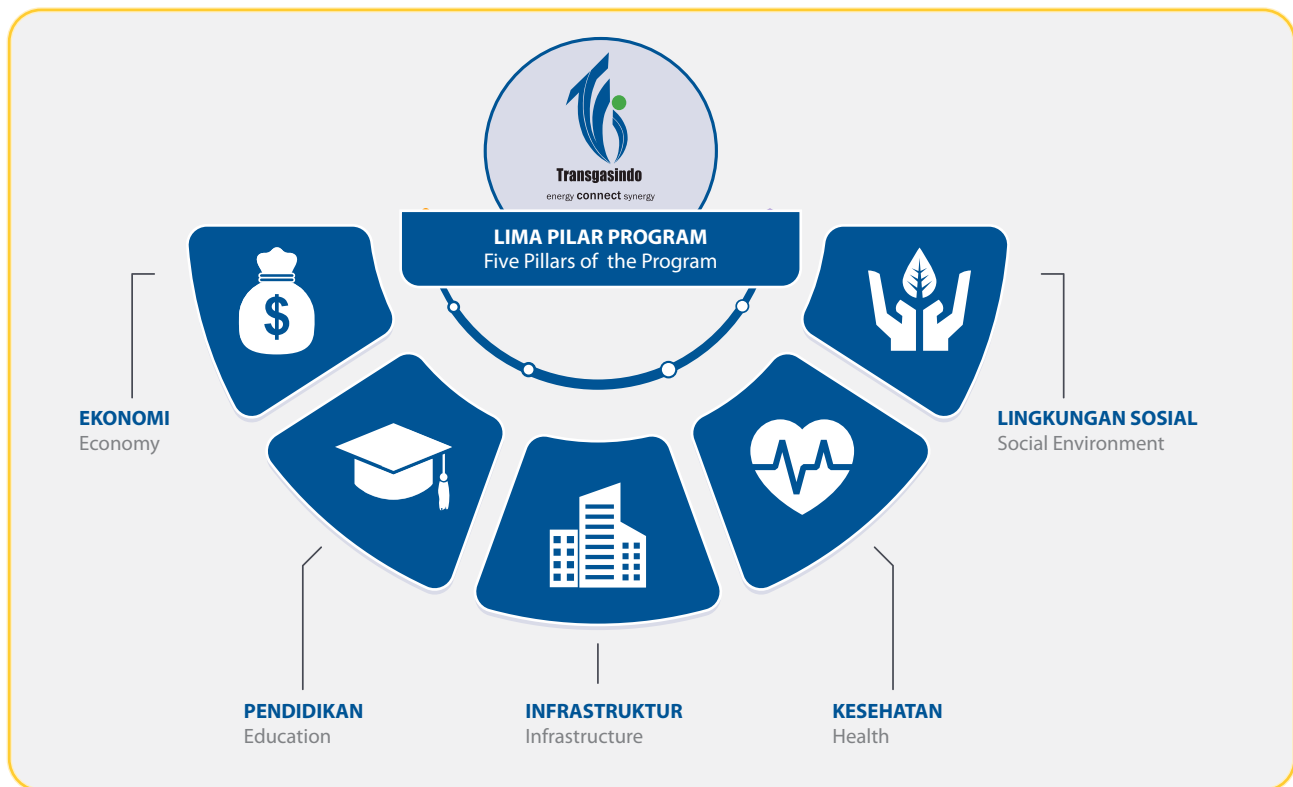 Transgasindo
energy connect synergy
LIMA PILAR PROGRAM
Five Pillars of the Program
$
EKONOMI
Economy
PENDIDIKAN
Education
INFRASTRUKTUR
Infrastructure
KESEHATAN
Health
LINGKUNGAN SOSIAL
Social Environment